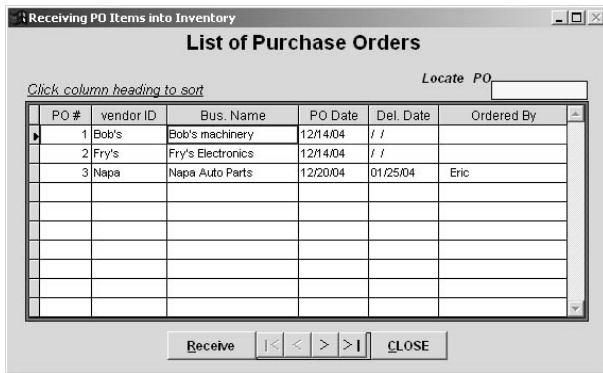 Receiving PO Items into Inventory
List of Purchase Orders
Locate PO
Click column heading to sort
PO # vendor ID Bus. Name PO Date Del. Date Ordered By
1 Bob's Bob's machinery 12/14/04 / /
2 Fry's Fry's Electronics 12/14/04 / /
3 Napa Napa Auto Parts 12/20/04 01/25/04 Eric
Receive |< < > >| CLOSE